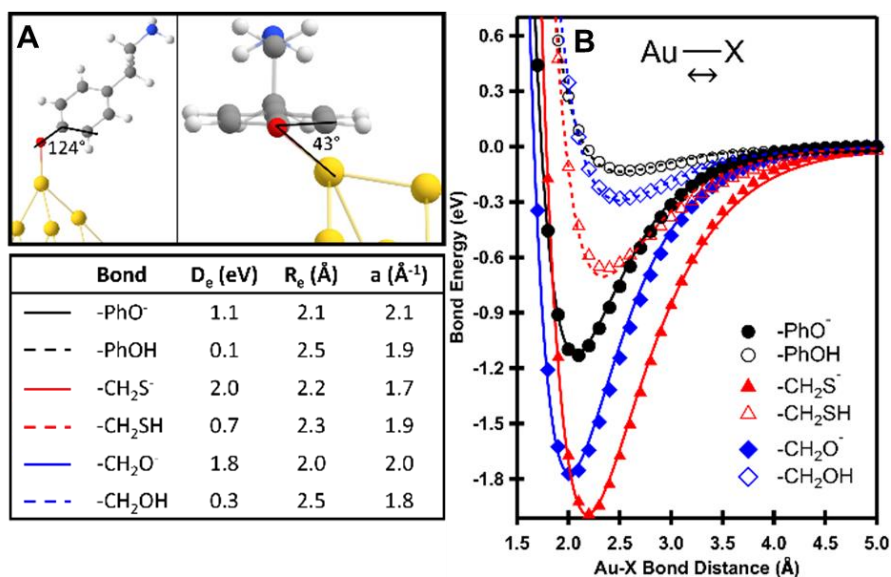 A
124°
43°
Bond Dₑ (eV) Rₑ (Å) a (Å⁻¹)
-PhO⁻ 1.1 2.1 2.1
-PhOH 0.1 2.5 1.9
-CH₂S⁻ 2.0 2.2 1.7
-CH₂SH 0.7 2.3 1.9
-CH₂O⁻ 1.8 2.0 2.0
-CH₂OH 0.3 2.5 1.8
B
Au—X
↔
Bond Energy (eV)
0.6
0.3
0.0
-0.3
-0.6
-0.9
-1.2
-1.5
-1.8
-PhO⁻
-PhOH
-CH₂S⁻
-CH₂SH
-CH₂O⁻
-CH₂OH
1.5 2.0 2.5 3.0 3.5 4.0 4.5 5.0
Au-X Bond Distance (Å)